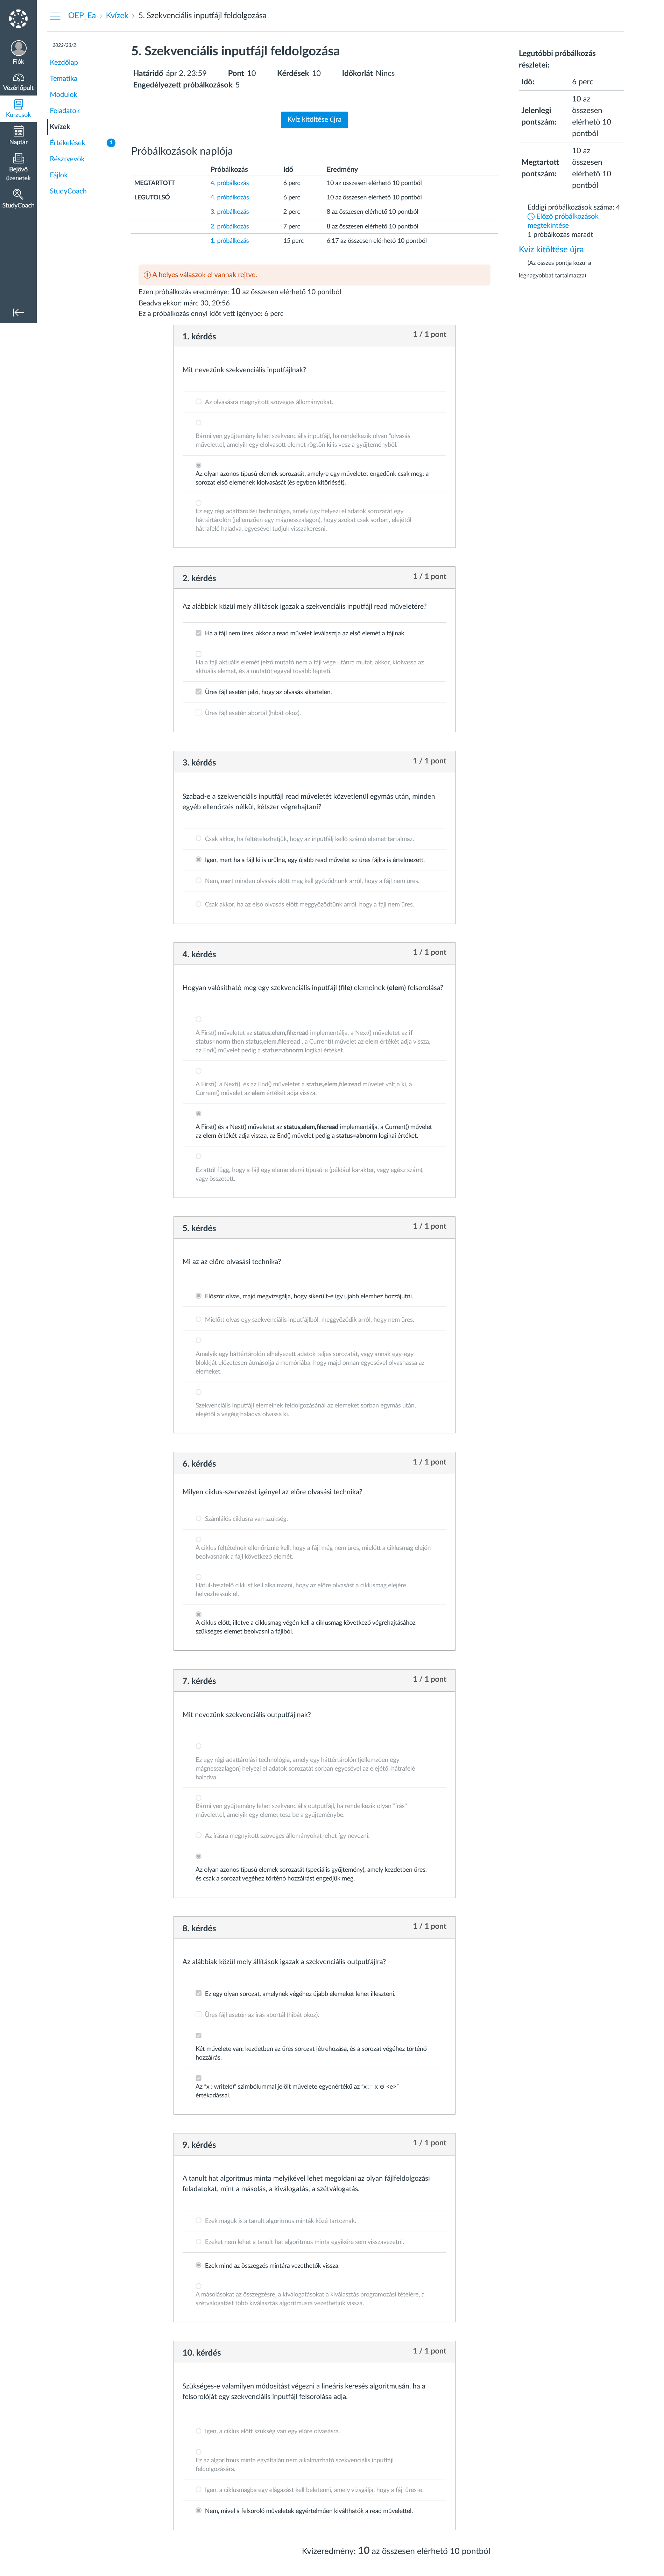 OEP_Ea > Kvízek > 5. Szekvenciális inputfájl feldolgozása
Fiók
Vezérlőpult
Kurzusok
Naptár
Bejövő
üzenetek
StudyCoach
2022/23/2
Kezdőlap
Tematika
Modulok
Feladatok
Kvízek
Értékelések 1
Résztvevők
Fájlok
StudyCoach
5. Szekvenciális inputfájl feldolgozása
Határidő ápr 2, 23:59 Pont 10 Kérdések 10 Időkorlát Nincs
Engedélyezett próbálkozások 5
Kvíz kitöltése újra
Próbálkozások naplója
Próbálkozás Idő Eredmény
MEGTARTOTT 4. próbálkozás 6 perc 10 az összesen elérhető 10 pontból
LEGUTOLSÓ 4. próbálkozás 6 perc 10 az összesen elérhető 10 pontból
3. próbálkozás 2 perc 8 az összesen elérhető 10 pontból
2. próbálkozás 7 perc 8 az összesen elérhető 10 pontból
1. próbálkozás 15 perc 6.17 az összesen elérhető 10 pontból
A helyes válaszok el vannak rejtve.
Ezen próbálkozás eredménye: 10 az összesen elérhető 10 pontból
Beadva ekkor: márc 30, 20:56
Ez a próbálkozás ennyi időt vett igénybe: 6 perc
Legutóbbi próbálkozás
részletei:
Idő: 6 perc
Jelenlegi pontszám: 10 az összesen elérhető 10 pontból
Megtartott pontszám: 10 az összesen elérhető 10 pontból
Eddigi próbálkozások száma: 4
Előző próbálkozások
megtekintése
1 próbálkozás maradt
Kvíz kitöltése újra
(Az összes pontja közül a
legnagyobbat tartalmazza)
1. kérdés 1 / 1 pont
Mit nevezünk szekvenciális inputfájlnak?
Az olvasásra megnyitott szöveges állományokat.
Bármilyen gyűjtemény lehet szekvenciális inputfájl, ha rendelkezik olyan "olvasás"
művelettel, amelyik egy elolvasott elemet rögtön ki is vesz a gyűjteményből.
Az olyan azonos típusú elemek sorozatát, amelyre egy műveletet engedünk csak meg: a
sorozat első elemének kiolvasását (és egyben kitörlését).
Ez egy régi adattárolási technológia, amely úgy helyezi el adatok sorozatát egy
háttértárolón (jellemzően egy mágnesszalagon), hogy azokat csak sorban, elejétől
hátrafelé haladva, egyesével tudjuk visszakeresni.
2. kérdés 1 / 1 pont
Az alábbiak közül mely állítások igazak a szekvenciális inputfájl read műveletére?
Ha a fájl nem üres, akkor a read művelet leválasztja az első elemét a fájlnak.
Ha a fájl aktuális elemét jelző mutató nem a fájl vége utánra mutat, akkor, kiolvassa az
aktuális elemet, és a mutatót eggyel tovább lépteti.
Üres fájl esetén jelzi, hogy az olvasás sikertelen.
Üres fájl esetén abortál (hibát okoz).
3. kérdés 1 / 1 pont
Szabad-e a szekvenciális inputfájl read műveletét közvetlenül egymás után, minden
egyéb ellenőrzés nélkül, kétszer végrehajtani?
Csak akkor, ha feltételezhetjük, hogy az inputfálj kellő számú elemet tartalmaz.
Igen, mert ha a fájl ki is ürülne, egy újabb read művelet az üres fájlra is értelmezett.
Nem, mert minden olvasás előtt meg kell győződnünk arról, hogy a fájl nem üres.
Csak akkor, ha az első olvasás előtt meggyőződtünk arról, hogy a fájl nem üres.
4. kérdés 1 / 1 pont
Hogyan valósítható meg egy szekvenciális inputfájl (file) elemeinek (elem) felsorolása?
A First() műveletet az status,elem,file:read implementálja, a Next() műveletet az if
status=norm then status,elem,file:read , a Current() művelet az elem értékét adja vissza,
az End() művelet pedig a status=abnorm logikai értéket.
A First(), a Next(), és az End() műveletet a status,elem,file:read művelet váltja ki, a
Current() művelet az elem értékét adja vissza.
A First() és a Next() műveletet az status,elem,file:read implementálja, a Current() művelet
az elem értékét adja vissza, az End() művelet pedig a status=abnorm logikai értéket.
Ez attól függ, hogy a fájl egy eleme elemi típusú-e (például karakter, vagy egész szám),
vagy összetett.
5. kérdés 1 / 1 pont
Mi az az előre olvasási technika?
Először olvas, majd megvizsgálja, hogy sikerült-e így újabb elemhez hozzájutni.
Mielőtt olvas egy szekvenciális inputfájlból, meggyőződik arról, hogy nem üres.
Amelyik egy háttértárolón elhelyezett adatok teljes sorozatát, vagy annak egy-egy
blokkját előzetesen átmásolja a memóriába, hogy majd onnan egyesével olvashassa az
elemeket.
Szekvenciális inputfájl elemeinek feldolgozásánál az elemeket sorban egymás után,
elejétől a végéig haladva olvassa ki.
6. kérdés 1 / 1 pont
Milyen ciklus-szervezést igényel az előre olvasási technika?
Számlálós ciklusra van szükség.
A ciklus feltételnek ellenőriznie kell, hogy a fájl még nem üres, mielőtt a ciklusmag elején
beolvasnánk a fájl következő elemét.
Hátul-tesztelő ciklust kell alkalmazni, hogy az előre olvasást a ciklusmag elejére
helyezhessük el.
A ciklus előtt, illetve a ciklusmag végén kell a ciklusmag következő végrehajtásához
szükséges elemet beolvasni a fájlból.
7. kérdés 1 / 1 pont
Mit nevezünk szekvenciális outputfájlnak?
Ez egy régi adattárolási technológia, amely egy háttértárolón (jellemzően egy
mágnesszalagon) helyezi el adatok sorozatát sorban egyesével az elejétől hátrafelé
haladva.
Bármilyen gyűjtemény lehet szekvenciális outputfájl, ha rendelkezik olyan "írás"
művelettel, amelyik egy elemet tesz be a gyűjteménybe.
Az írásra megnyitott szöveges állományokat lehet így nevezni.
Az olyan azonos típusú elemek sorozatát (speciális gyűjtemény), amely kezdetben üres,
és csak a sorozat végéhez történő hozzáírást engedjük meg.
8. kérdés 1 / 1 pont
Az alábbiak közül mely állítások igazak a szekvenciális outputfájlra?
Ez egy olyan sorozat, amelynek végéhez újabb elemeket lehet illeszteni.
Üres fájl esetén az írás abortál (hibát okoz).
Két művelete van: kezdetben az üres sorozat létrehozása, és a sorozat végéhez történő
hozzáírás.
Az "x : write(e)" szimbólummal jelölt művelete egyenértékű az "x := x ⊕ <e>"
értékadással.
9. kérdés 1 / 1 pont
A tanult hat algoritmus minta melyikével lehet megoldani az olyan fájlfeldolgozási
feladatokat, mint a másolás, a kiválogatás, a szétválogatás.
Ezek maguk is a tanult algoritmus minták közé tartoznak.
Ezeket nem lehet a tanult hat algoritmus minta egyikére sem visszavezetni.
Ezek mind az összegzés mintára vezethetők vissza.
A másolásokat az összegzésre, a kiválogatásokat a kiválasztás programozási tételére, a
szétválogatást több kiválasztás algoritmusra vezethetjük vissza.
10. kérdés 1 / 1 pont
Szükséges-e valamilyen módosítást végezni a lineáris keresés algoritmusán, ha a
felsorolóját egy szekvenciális inputfájl felsorolása adja.
Igen, a ciklus előtt szükség van egy előre olvasásra.
Ez az algoritmus minta egyáltalán nem alkalmazható szekvenciális inputfájl
feldolgozására.
Igen, a ciklusmagba egy elágazást kell beletenni, amely vizsgálja, hogy a fájl üres-e.
Nem, mivel a felsoroló műveletek egyértelműen kiválthatók a read művelettel.
Kvízeredmény: 10 az összesen elérhető 10 pontból